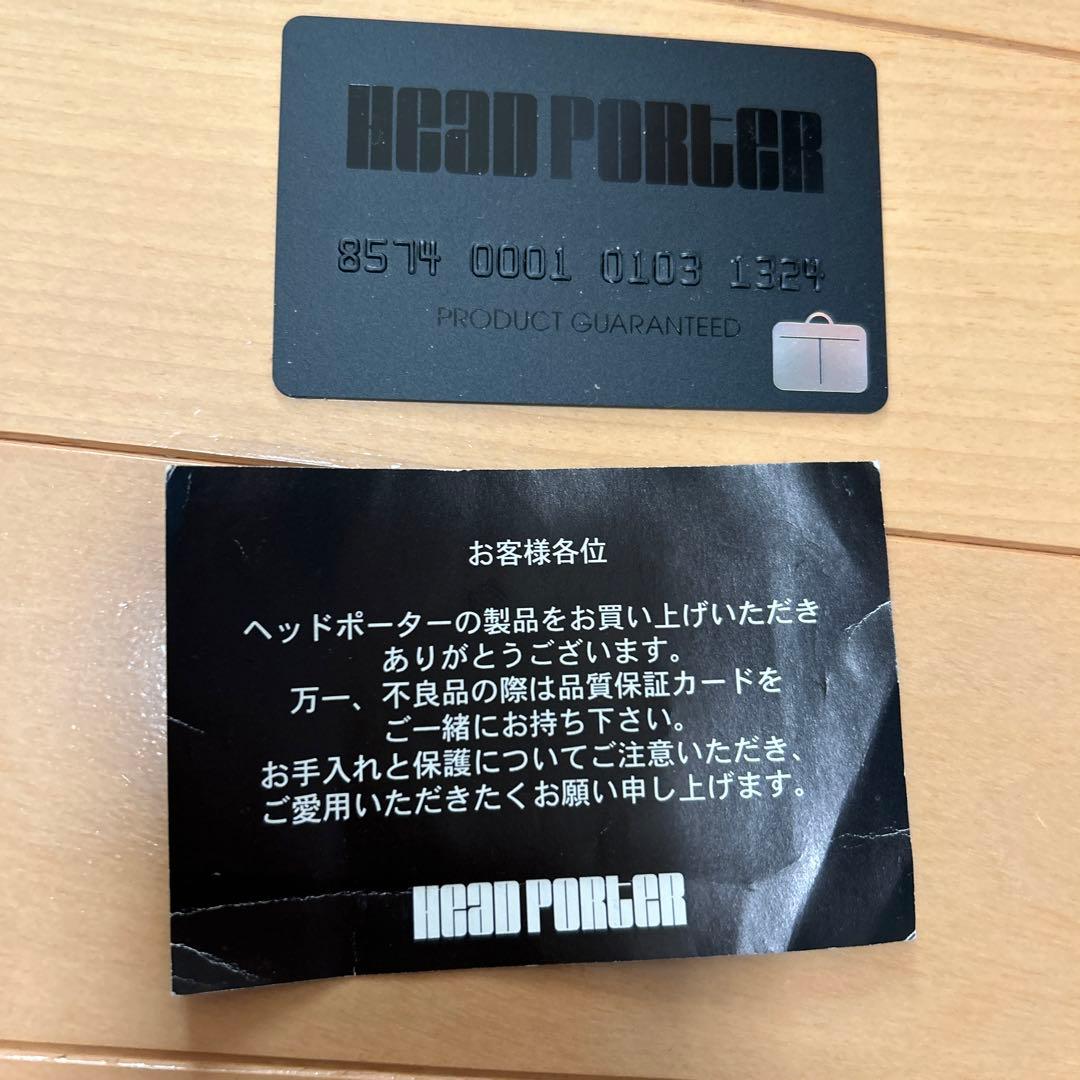 HEAD PORTER
8574 0001 0103 1324
PRODUCT GUARANTEED
お客様各位
ヘッドポーターの製品をお買い上げいただき
ありがとうございます。
万一、不良品の際は品質保証カードを
ご一緒にお持ち下さい。
お手入れと保護についてご注意いただき、
ご愛用いただきたくお願い申し上げます。
HEAD PORTER